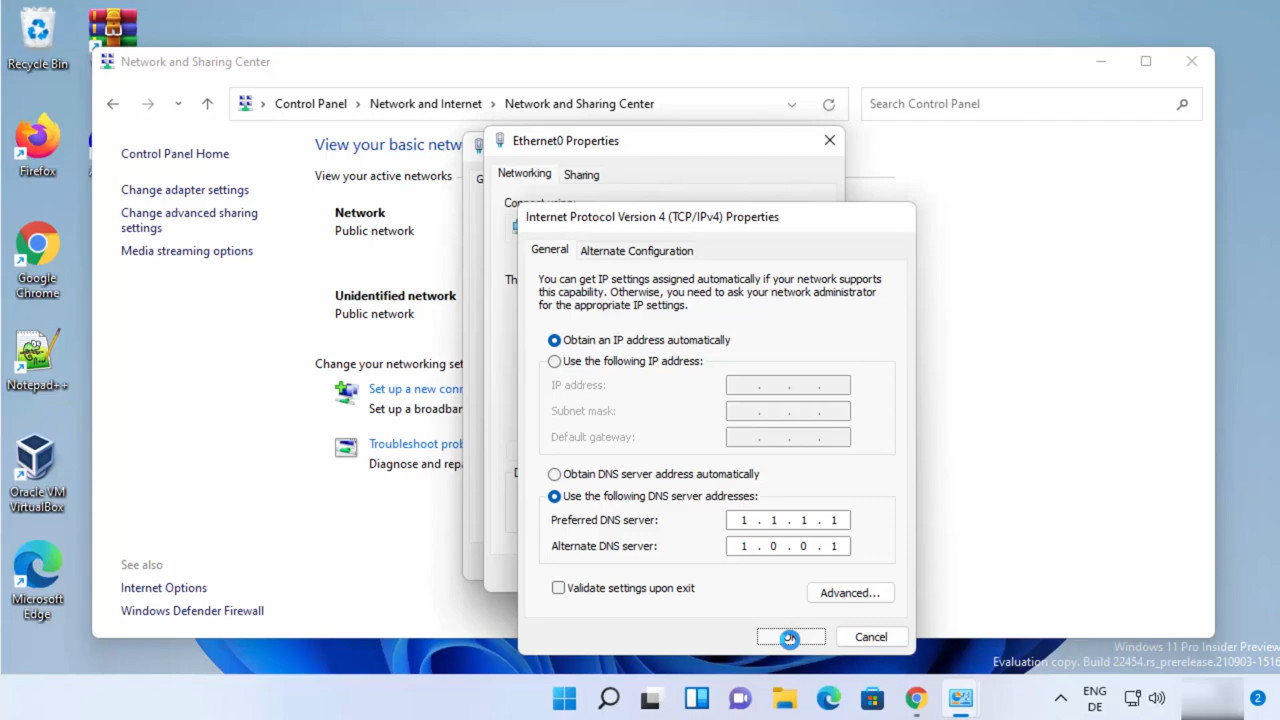 Recycle Bin
Firefox
Google
Chrome
Notepad++
Oracle VM
VirtualBox
Microsoft
Edge
Network and Sharing Center
Control Panel > Network and Internet > Network and Sharing Center
Search Control Panel
Control Panel Home
Change adapter settings
Change advanced sharing
settings
Media streaming options
See also
Internet Options
Windows Defender Firewall
View your basic netw
View your active networks
Network
Public network
Unidentified network
Public network
Change your networking set
Set up a new conn
Set up a broadbar
Troubleshoot prob
Diagnose and repa
G
Ethernet0 Properties
Networking
Sharing
Connect using:
Th
Internet Protocol Version 4 (TCP/IPv4) Properties
General
Alternate Configuration
You can get IP settings assigned automatically if your network supports
this capability. Otherwise, you need to ask your network administrator
for the appropriate IP settings.
Obtain an IP address automatically
Use the following IP address:
IP address: . . .
Subnet mask: . . .
Default gateway: . . .
Obtain DNS server address automatically
Use the following DNS server addresses:
Preferred DNS server: 1 . 1 . 1 . 1
Alternate DNS server: 1 . 0 . 0 . 1
Validate settings upon exit
Advanced...
OK
Cancel
Windows 11 Pro Insider Preview
Evaluation copy. Build 22454.rs_prerelease.210903-1516
ENG
DE
2